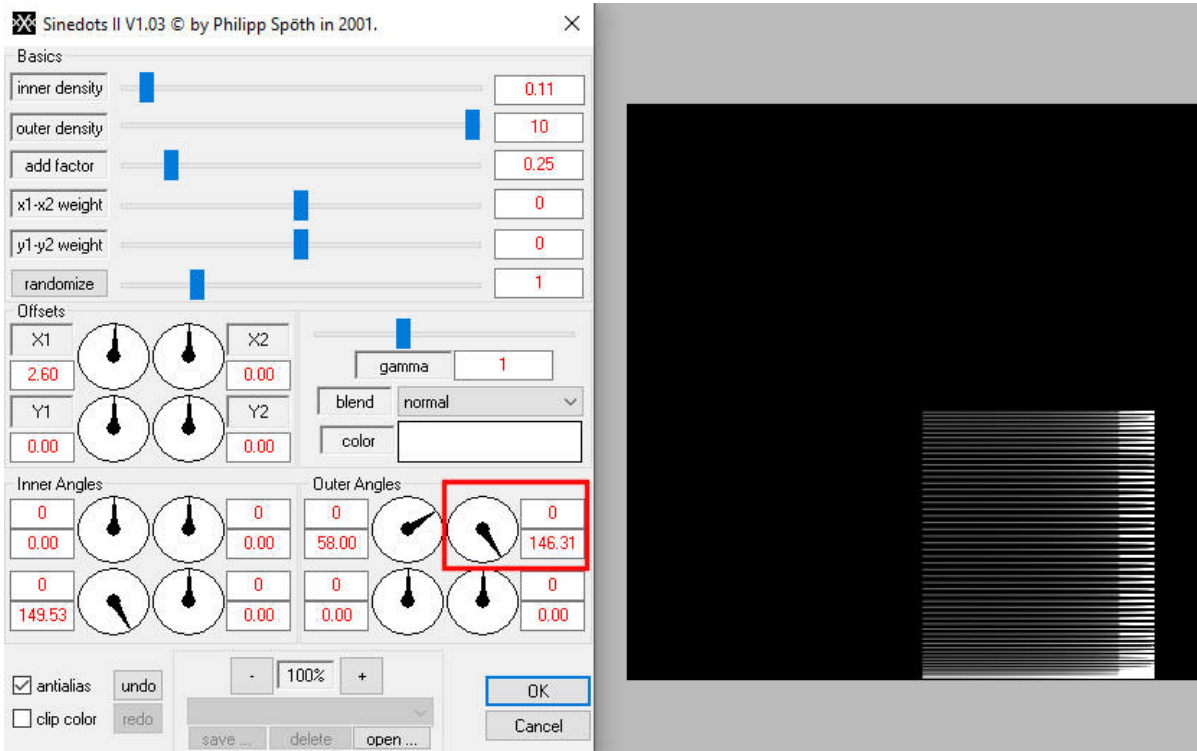 Sinedots II V1.03 © by Philipp Spöth in 2001.
Basics
inner density 0.11
outer density 10
add factor 0.25
x1-x2 weight 0
y1-y2 weight 0
randomize 1
Offsets
X1 X2
2.60 0.00
gamma 1
Y1 Y2
blend normal
0.00 0.00
color
Inner Angles Outer Angles
0 0 0 0
0.00 0.00 58.00 146.31
0 0 0 0
149.53 0.00 0.00 0.00
- 100% +
antialias undo OK
clip color redo Cancel
save ... delete open ...